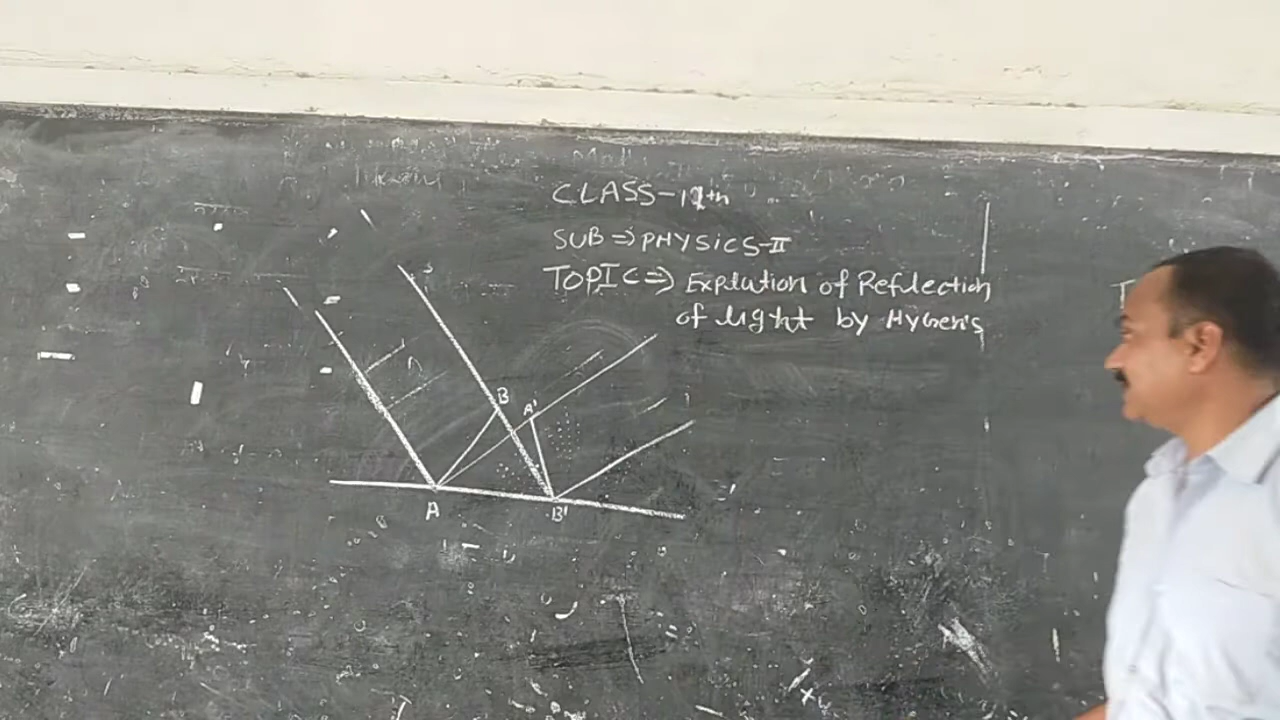 CLASS-12th
SUB ⇒ PHYSICS-II
TOPIC ⇒ Explution of Reflection
of light by Hygen's
B
A'
A
B'